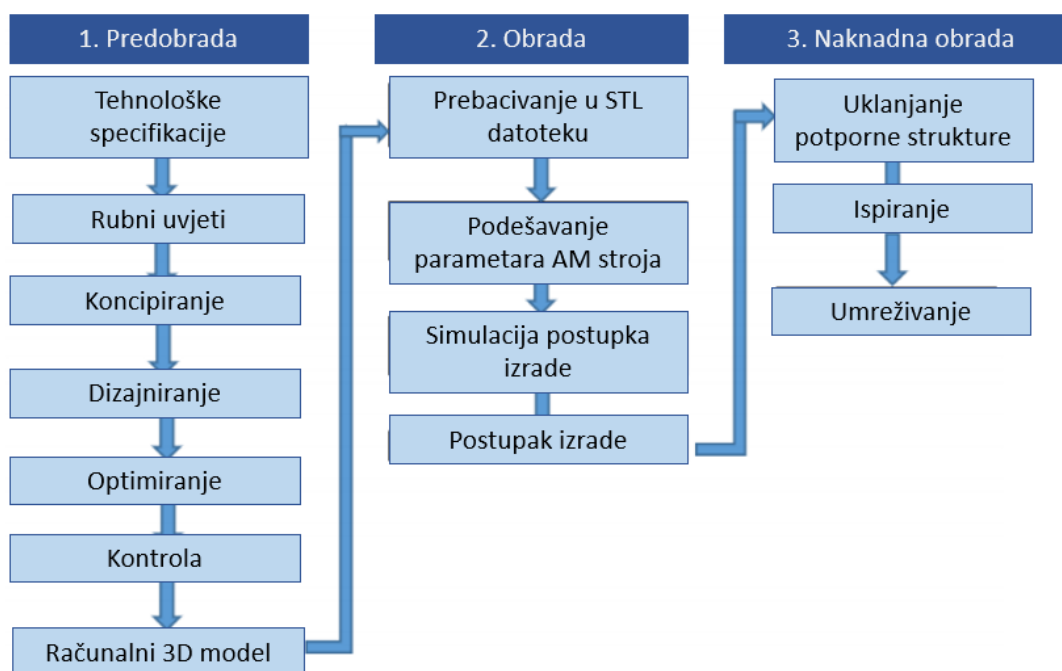 1. Predobrada
Tehnološke
specifikacije
Rubni uvjeti
Koncipiranje
Dizajniranje
Optimiranje
Kontrola
Računalni 3D model
2. Obrada
Prebacivanje u STL
datoteku
Podešavanje
parametara AM stroja
Simulacija postupka
izrade
Postupak izrade
3. Naknadna obrada
Uklanjanje
potporne strukture
Ispiranje
Umreživanje